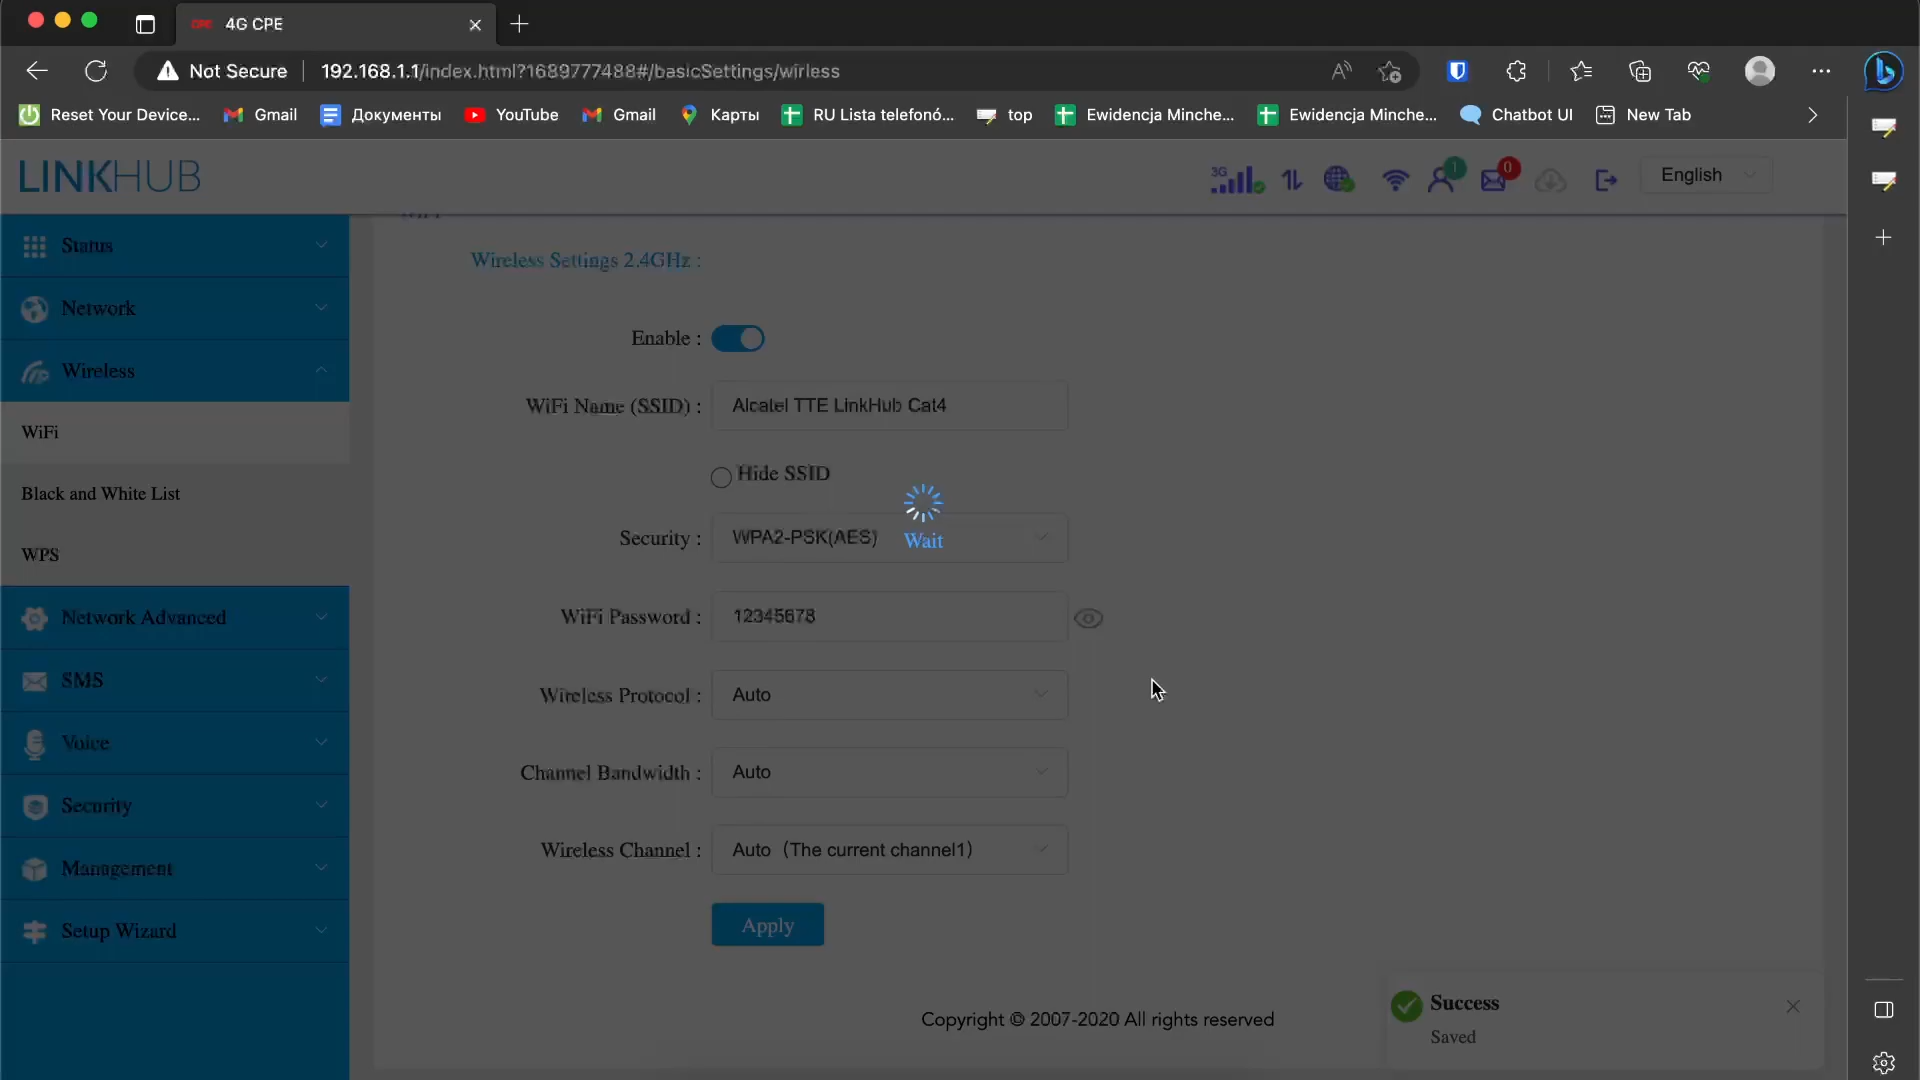 4G CPE
Not Secure 192.168.1.1/index.html?1689777488#/basicSettings/wirless
Reset Your Device... Gmail Документы YouTube Gmail Карты RU Lista telefonó... top Ewidencja Minche... Ewidencja Minche... Chatbot UI New Tab
LINKHUB 3G 1 0 English
WiFi
Wireless Settings 2.4GHz :
Status
Network
Wireless
WiFi
Black and White List
WPS
Network Advanced
SMS
Voice
Security
Management
Setup Wizard
Enable :
WiFi Name (SSID) : Alcatel TTE LinkHub Cat4
Hide SSID
Security : WPA2-PSK(AES)
Wait
WiFi Password : 12345678
Wireless Protocol : Auto
Channel Bandwidth : Auto
Wireless Channel : Auto（The current channel1）
Apply
Copyright © 2007-2020 All rights reserved
Success
Saved